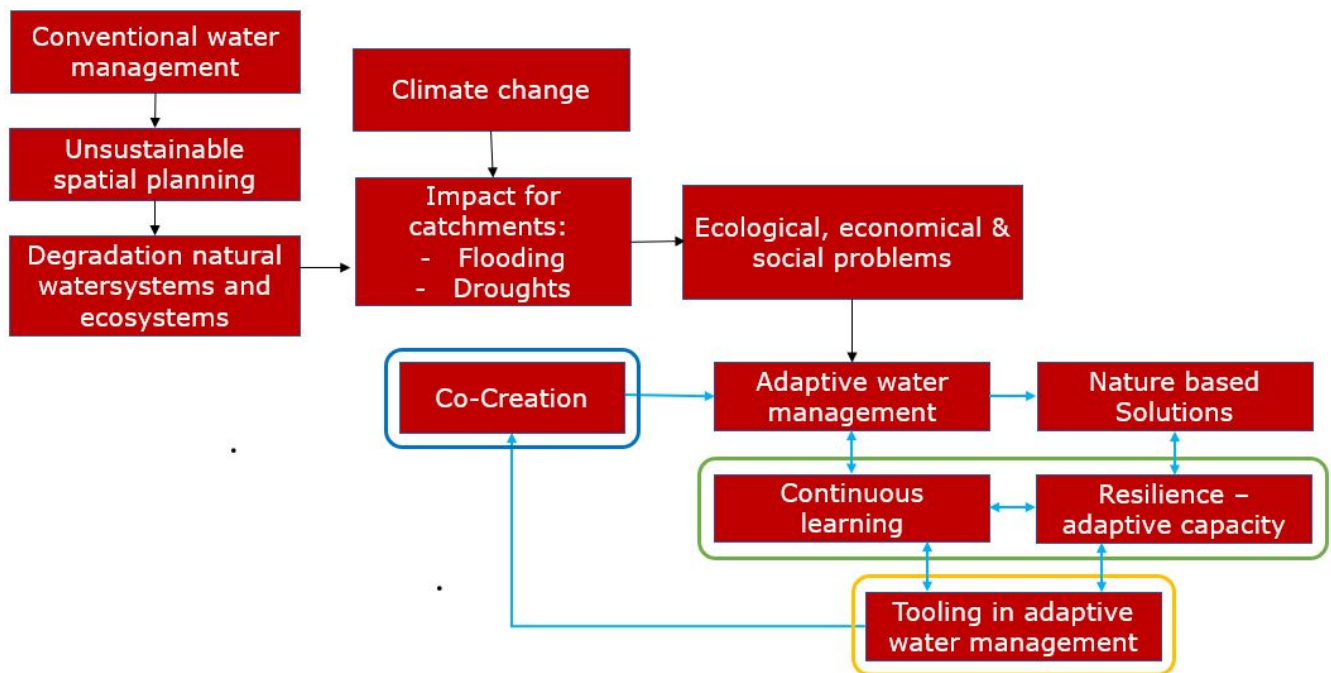 Conventional water
management
Climate change
Unsustainable
spatial planning
Impact for
catchments:
- Flooding
- Droughts
Ecological, economical &
social problems
Degradation natural
watersystems and
ecosystems
Co-Creation
Adaptive water
management
Nature based
Solutions
Continuous
learning
Resilience –
adaptive capacity
Tooling in adaptive
water management